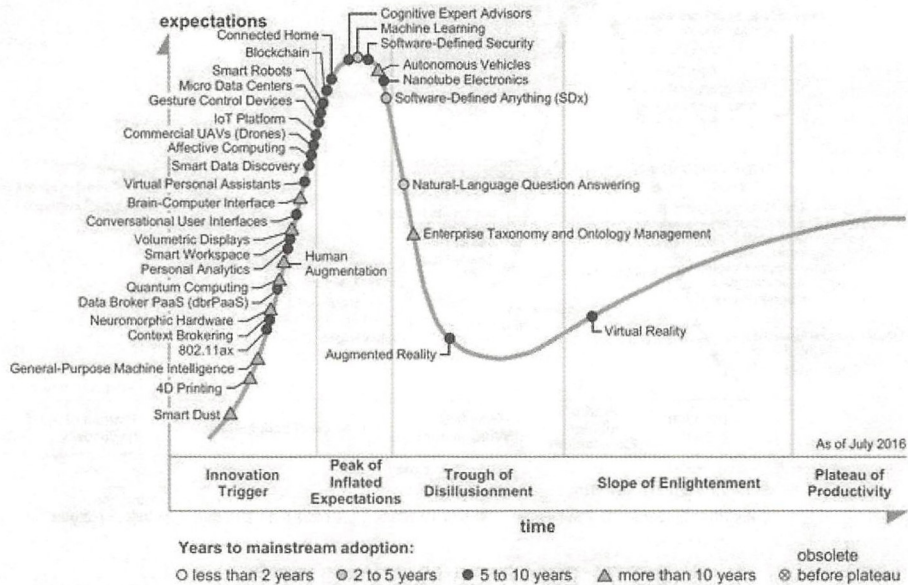 expectations
Cognitive Expert Advisors
Machine Learning
Software-Defined Security
Connected Home
Blockchain
Autonomous Vehicles
Smart Robots
Nanotube Electronics
Micro Data Centers
Software-Defined Anything (SDx)
Gesture Control Devices
IoT Platform
Commercial UAVs (Drones)
Affective Computing
Smart Data Discovery
Virtual Personal Assistants
Natural-Language Question Answering
Brain-Computer Interface
Conversational User Interfaces
Volumetric Displays
Enterprise Taxonomy and Ontology Management
Smart Workspace
Personal Analytics
Human
Augmentation
Quantum Computing
Data Broker PaaS (dbrPaaS)
Neuromorphic Hardware
Context Brokering
802.11ax
Virtual Reality
Augmented Reality
General-Purpose Machine Intelligence
4D Printing
Smart Dust
As of July 2016
Innovation
Trigger
Peak of
Inflated
Expectations
Trough of
Disillusionment
Slope of Enlightenment
Plateau of
Productivity
time
Years to mainstream adoption:
less than 2 years
2 to 5 years
5 to 10 years
more than 10 years
obsolete
before plateau